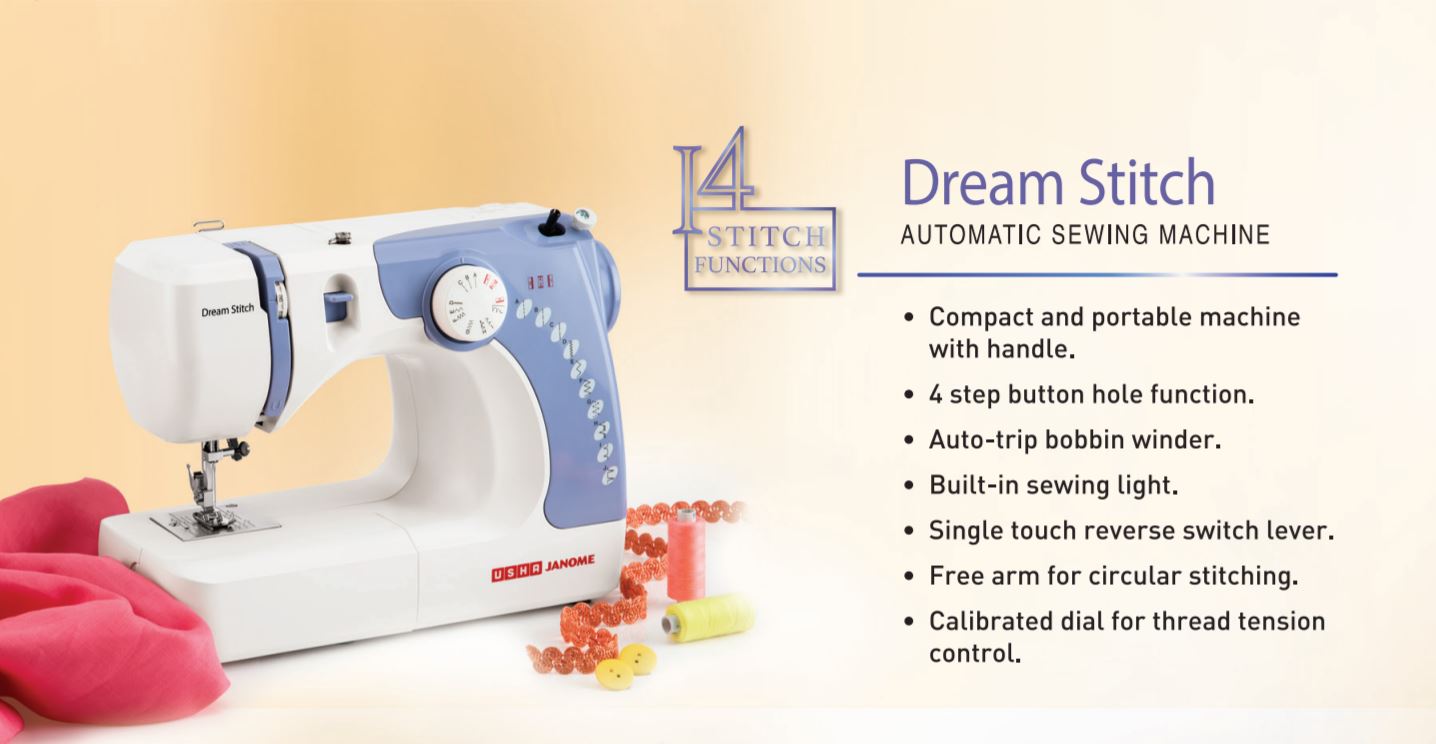 14
STITCH
FUNCTIONS
Dream Stitch
AUTOMATIC SEWING MACHINE
• Compact and portable machine
with handle.
• 4 step button hole function.
• Auto-trip bobbin winder.
• Built-in sewing light.
• Single touch reverse switch lever.
• Free arm for circular stitching.
• Calibrated dial for thread tension
control.
Dream Stitch
USHA JANOME